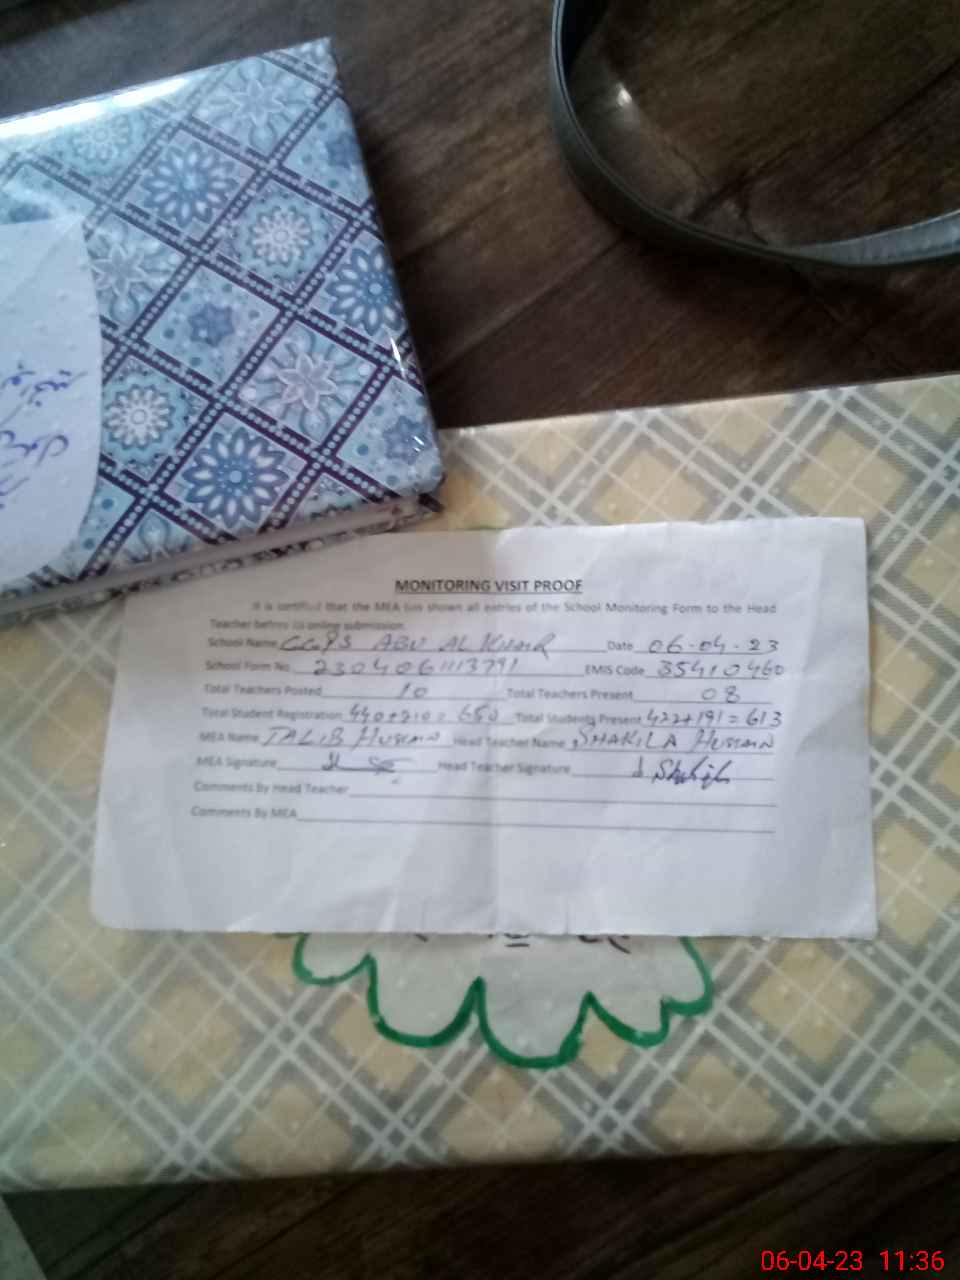 MONITORING VISIT PROOF
It is certified that the MEA has shown all entries of the School Monitoring Form to the Head
Teacher before its online submission.
School Name ABU AL KHAIR Date 06-04-23
School Form No EMIS Code 35410460
Total Teachers Posted 10 Total Teachers Present 08
Total Student Registration 440+210=650 Total Students Present 422+191=613
MEA Name TALIB HUSSAIN Head Teacher Name SHAKILA HUSSAIN
MEA Signature Head Teacher Signature
Comments By Head Teacher
Comments By MEA
06-04-23 11:36